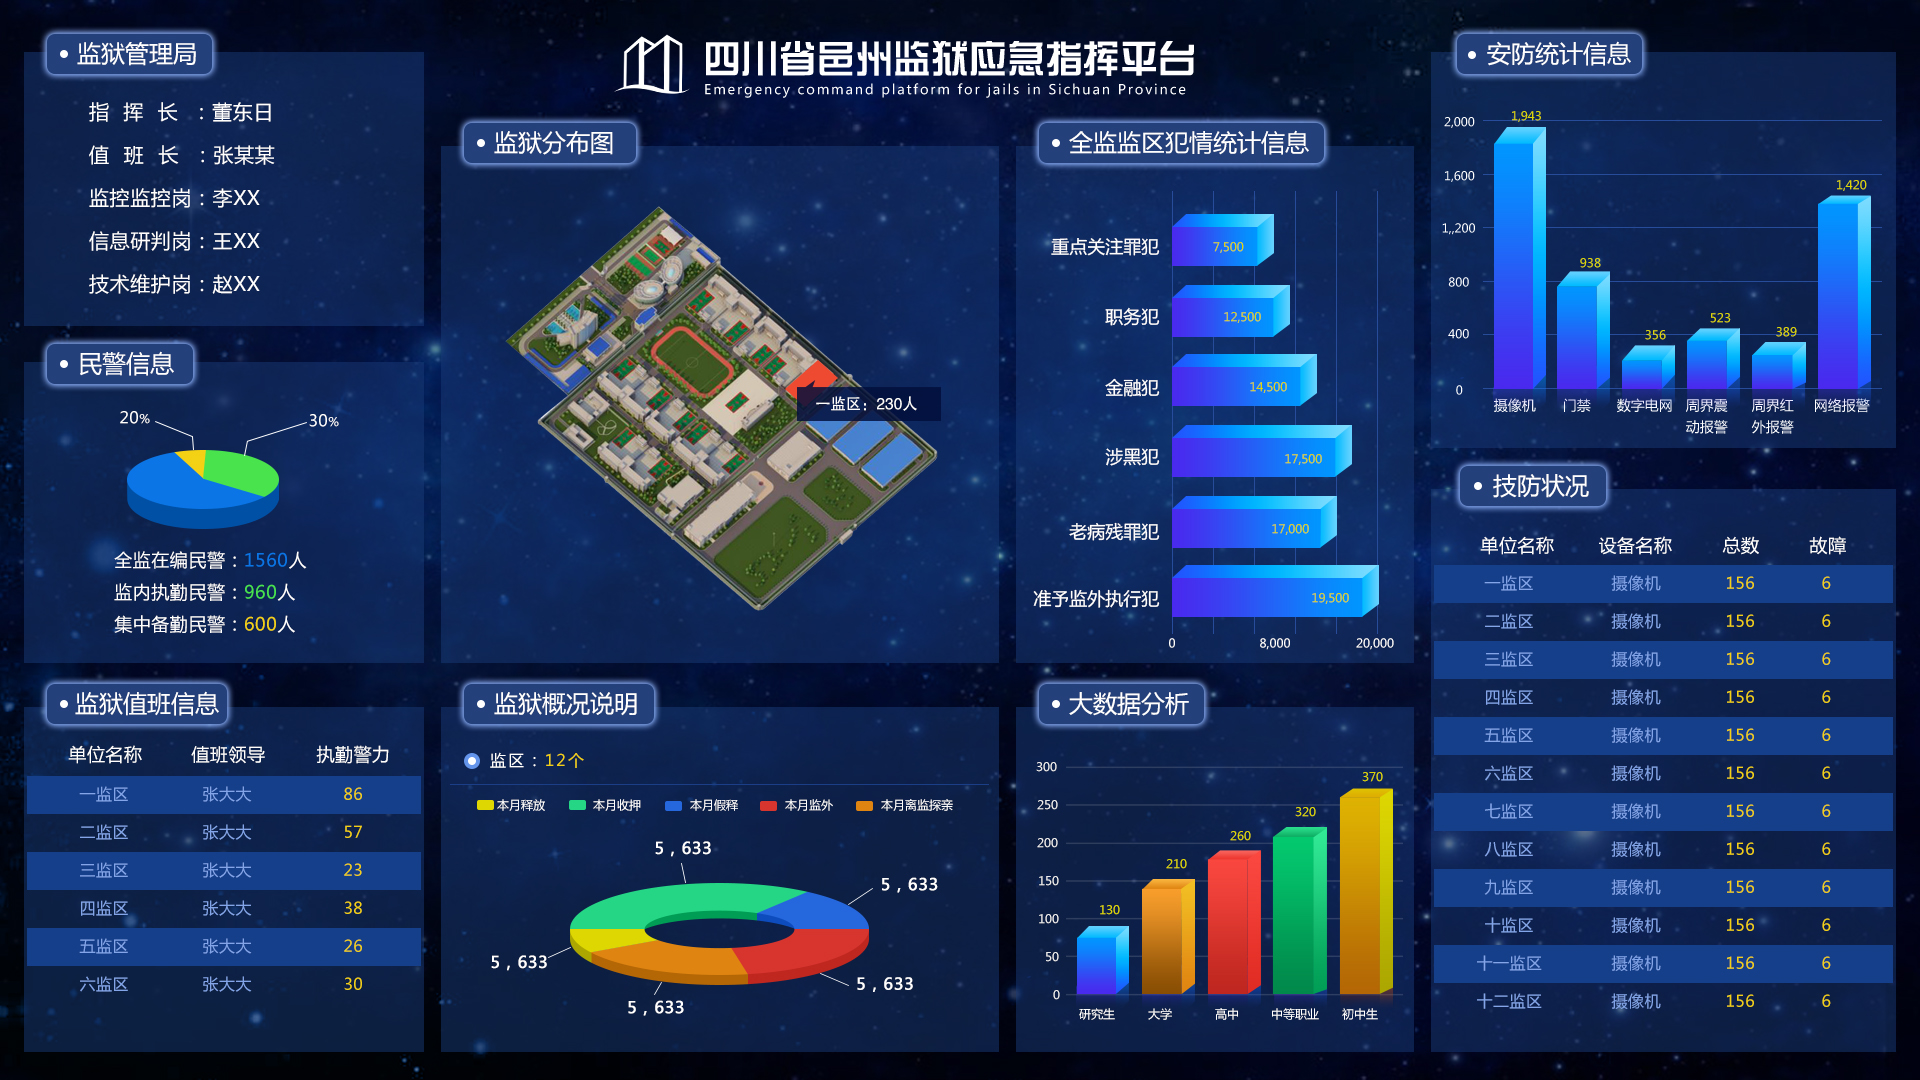 四川省邑州监狱应急指挥平台
Emergency command platform for jails in Sichuan Province
监狱管理局
指 挥 长 ：董东日
值 班 长 ：张某某
监控监控岗：李XX
信息研判岗：王XX
技术维护岗：赵XX
民警信息
20%
30%
全监在编民警：1560人
监内执勤民警：960人
集中备勤民警：600人
监狱值班信息
单位名称 值班领导 执勤警力
一监区 张大大 86
二监区 张大大 57
三监区 张大大 23
四监区 张大大 38
五监区 张大大 26
六监区 张大大 30
监狱分布图
一监区：230人
监狱概况说明
监区：12个
本月释放 本月收押 本月假释 本月监外 本月离监探亲
5,633
5,633
5,633
5,633
5,633
全监监区犯情统计信息
重点关注罪犯 7,500
职务犯 12,500
金融犯 14,500
涉黑犯 17,500
老病残罪犯 17,000
准予监外执行犯 19,500
0 8,000 20,000
大数据分析
300
250
200
150
100
50
0
130
210
260
320
370
研究生 大学 高中 中等职业 初中生
安防统计信息
2,000
1,600
1,,200
800
400
0
1,943
938
356
523
389
1,420
摄像机 门禁 数字电网 周界震 周界红 网络报警
动报警 外报警
技防状况
单位名称 设备名称 总数 故障
一监区 摄像机 156 6
二监区 摄像机 156 6
三监区 摄像机 156 6
四监区 摄像机 156 6
五监区 摄像机 156 6
六监区 摄像机 156 6
七监区 摄像机 156 6
八监区 摄像机 156 6
九监区 摄像机 156 6
十监区 摄像机 156 6
十一监区 摄像机 156 6
十二监区 摄像机 156 6